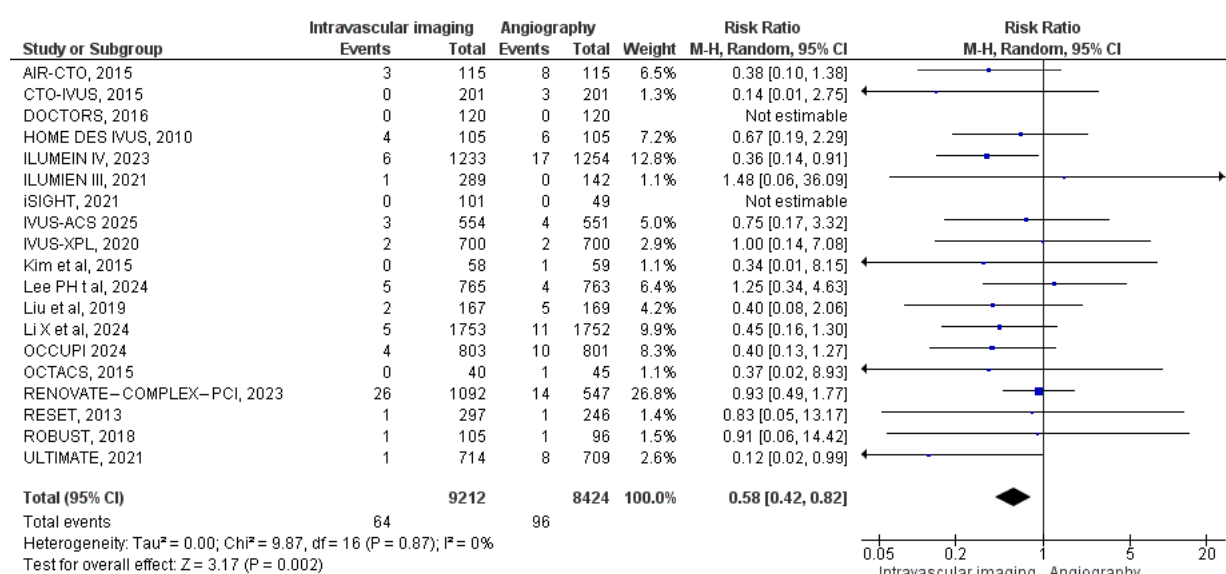 Intravascular imaging Angiography Risk Ratio Risk Ratio
Study or Subgroup Events Total Events Total Weight M-H, Random, 95% CI M-H, Random, 95% CI
AIR-CTO, 2015 3 115 8 115 6.5% 0.38 [0.10, 1.38]
CTO-IVUS, 2015 0 201 3 201 1.3% 0.14 [0.01, 2.75]
DOCTORS, 2016 0 120 0 120 Not estimable
HOME DES IVUS, 2010 4 105 6 105 7.2% 0.67 [0.19, 2.29]
ILUMEIN IV, 2023 6 1233 17 1254 12.8% 0.36 [0.14, 0.91]
ILUMIEN III, 2021 1 289 0 142 1.1% 1.48 [0.06, 36.09]
iSIGHT, 2021 0 101 0 49 Not estimable
IVUS-ACS 2025 3 554 4 551 5.0% 0.75 [0.17, 3.32]
IVUS-XPL, 2020 2 700 2 700 2.9% 1.00 [0.14, 7.08]
Kim et al, 2015 0 58 1 59 1.1% 0.34 [0.01, 8.15]
Lee PH t al, 2024 5 765 4 763 6.4% 1.25 [0.34, 4.63]
Liu et al, 2019 2 167 5 169 4.2% 0.40 [0.08, 2.06]
Li X et al, 2024 5 1753 11 1752 9.9% 0.45 [0.16, 1.30]
OCCUPI 2024 4 803 10 801 8.3% 0.40 [0.13, 1.27]
OCTACS, 2015 0 40 1 45 1.1% 0.37 [0.02, 8.93]
RENOVATE–COMPLEX–PCI, 2023 26 1092 14 547 26.8% 0.93 [0.49, 1.77]
RESET, 2013 1 297 1 246 1.4% 0.83 [0.05, 13.17]
ROBUST, 2018 1 105 1 96 1.5% 0.91 [0.06, 14.42]
ULTIMATE, 2021 1 714 8 709 2.6% 0.12 [0.02, 0.99]
Total (95% CI) 9212 8424 100.0% 0.58 [0.42, 0.82]
Total events 64 96
Heterogeneity: Tau² = 0.00; Chi² = 9.87, df = 16 (P = 0.87); I² = 0%
Test for overall effect: Z = 3.17 (P = 0.002)
0.05 0.2 1 5 20
Intravascular imaging Angiography